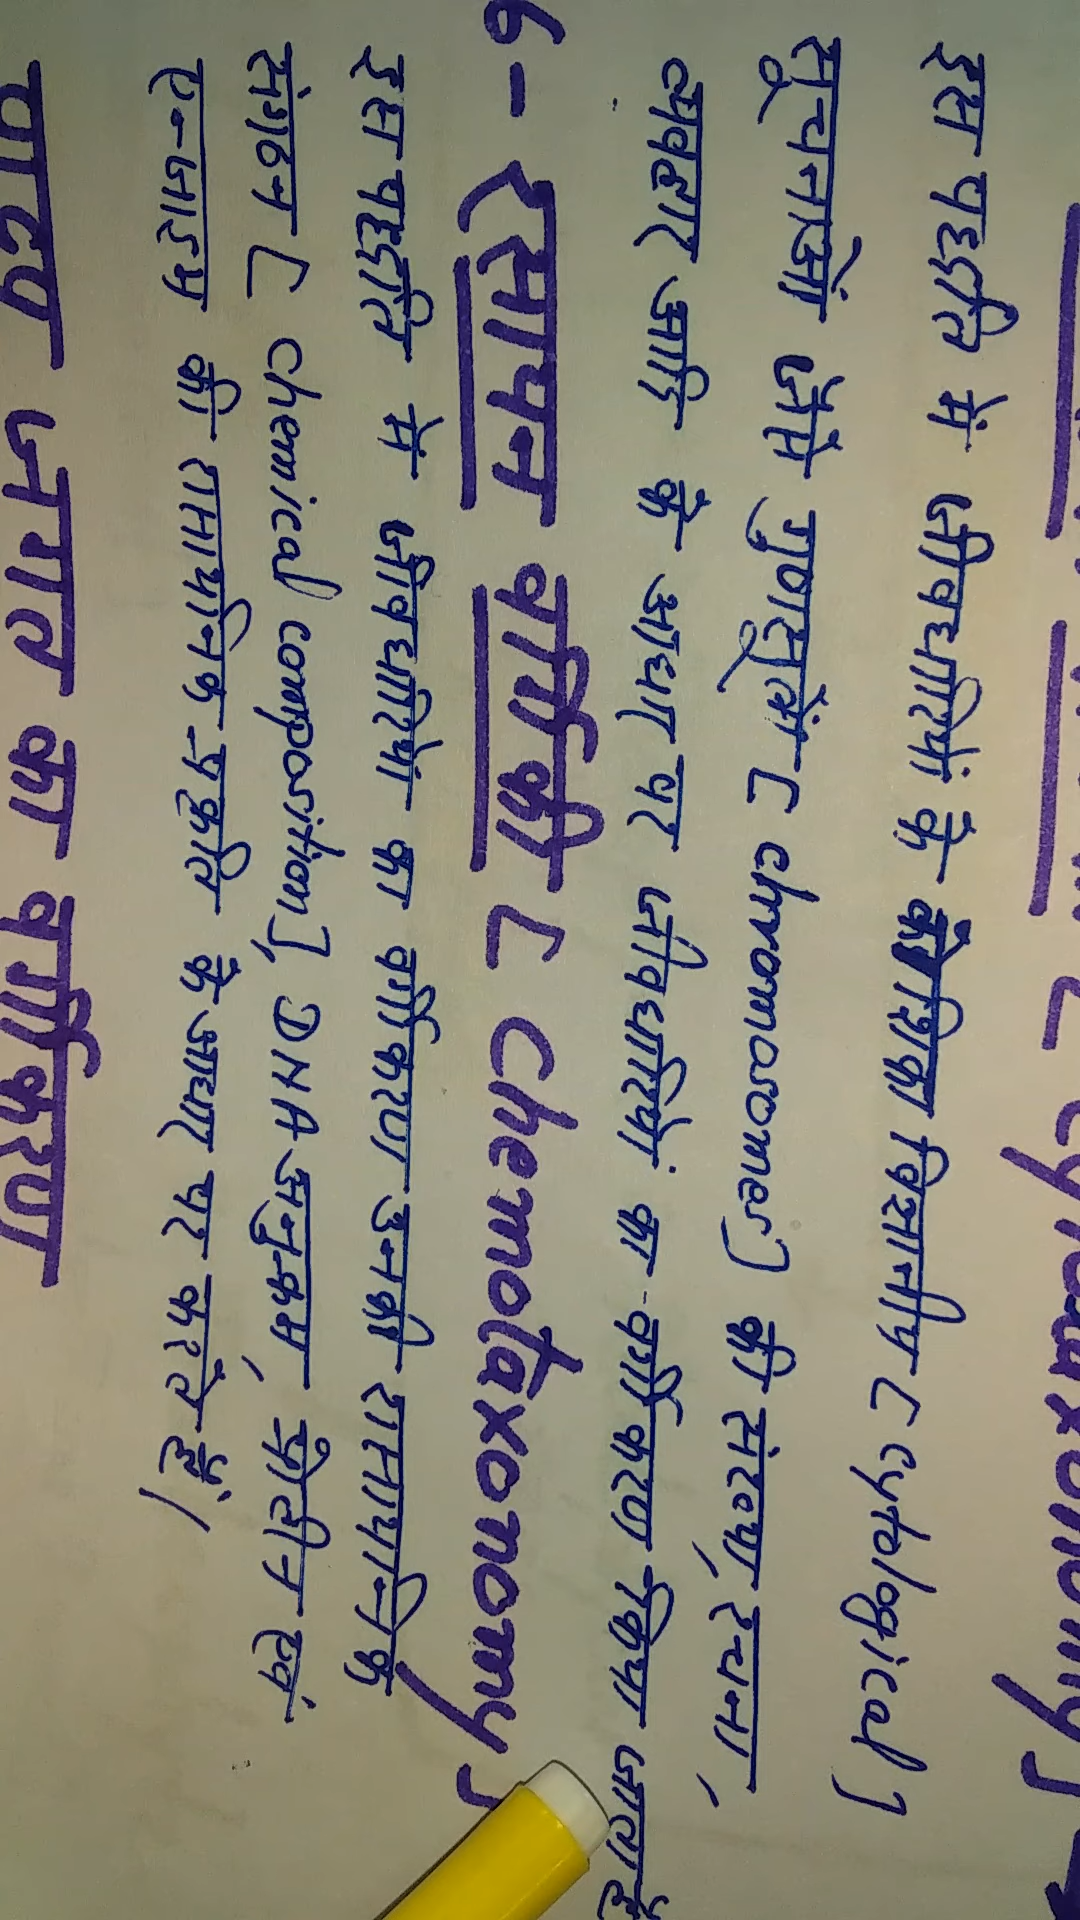 [Cytotaxonomy]→
इस पद्धति में जीवधारियों के कोशिका विज्ञानीय [Cytological]
सूचनाओं जैसे गुणसूत्रों [chromosomes] की संख्या, रचना,
व्यवहार आदि के आधार पर जीवधारियों का वर्गीकरण किया जाता है
6- रसायन वर्गिकी [Chemotaxonomy]
इस पद्धति में जीवधारियों का वर्गीकरण उनकी रासायनिक
संगठन [chemical composition], DNA अनुक्रम, प्रोटीन एवं
एन्जाइम की रासायनिक प्रकृति के आधार पर करते हैं।
पादप जगत का वर्गीकरण